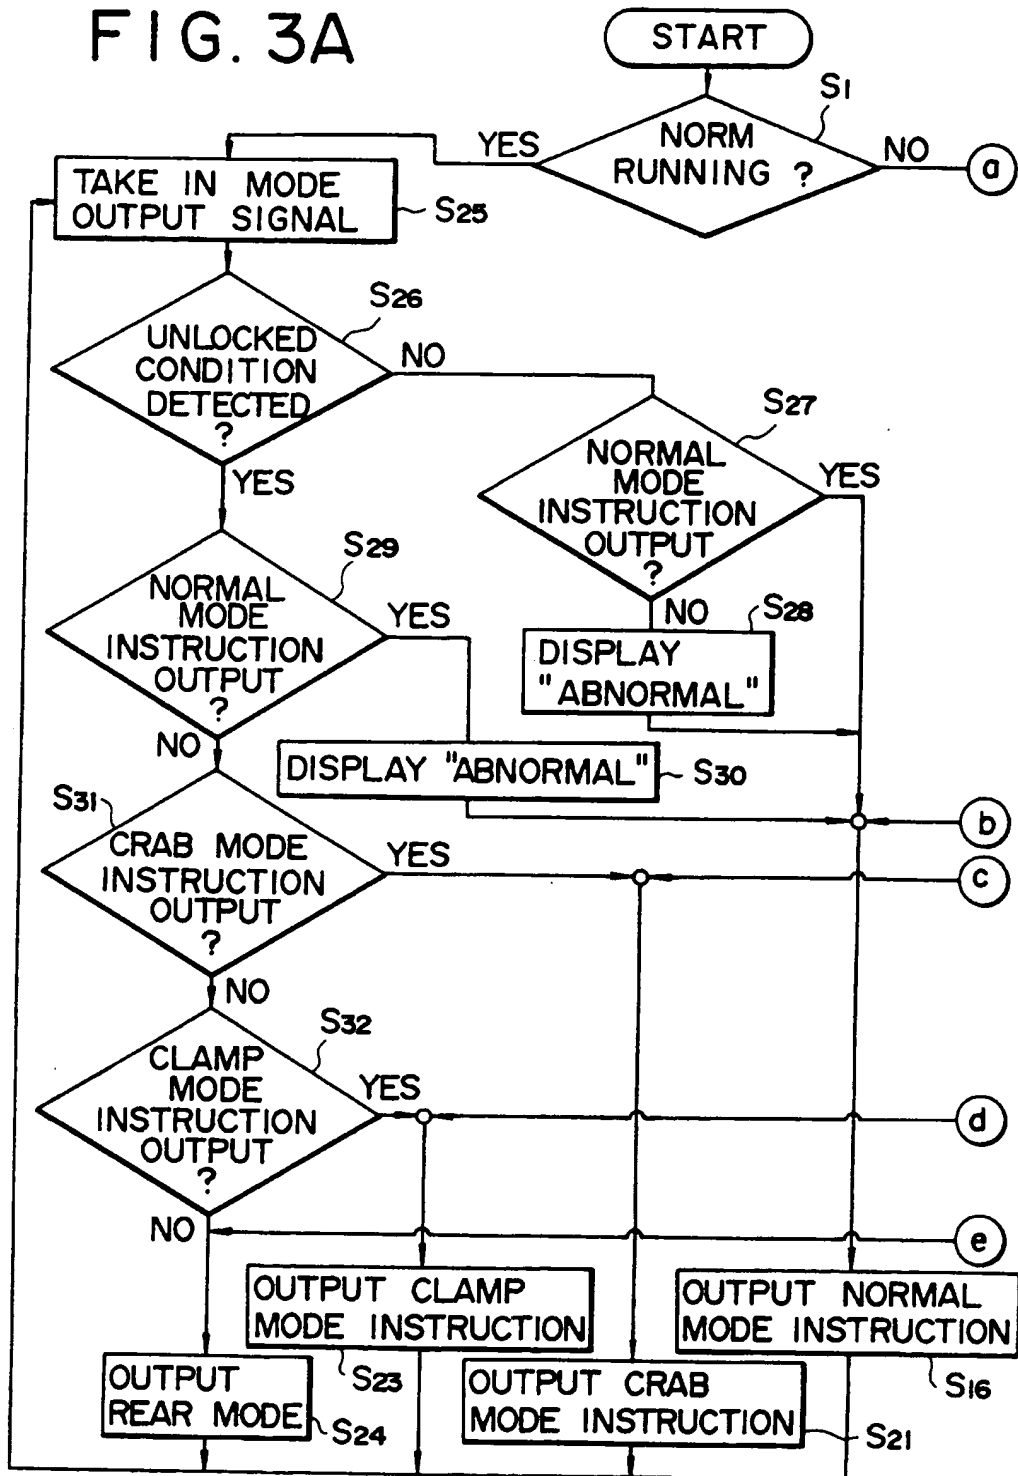 FIG. 3A
START
S1
NORM
RUNNING ?
YES
NO
a
TAKE IN MODE
OUTPUT SIGNAL
S25
S26
UNLOCKED
CONDITION
DETECTED
?
NO
YES
S27
NORMAL
MODE
INSTRUCTION
OUTPUT
?
YES
NO
S28
DISPLAY
"ABNORMAL"
S29
NORMAL
MODE
INSTRUCTION
OUTPUT
?
YES
NO
DISPLAY "ABNORMAL"
S30
b
S31
CRAB MODE
INSTRUCTION
OUTPUT
?
YES
c
NO
S32
CLAMP
MODE
INSTRUCTION
OUTPUT
?
YES
d
NO
e
OUTPUT CLAMP
MODE INSTRUCTION
S23
OUTPUT NORMAL
MODE INSTRUCTION
S16
OUTPUT
REAR MODE
S24
OUTPUT CRAB
MODE INSTRUCTION
S21